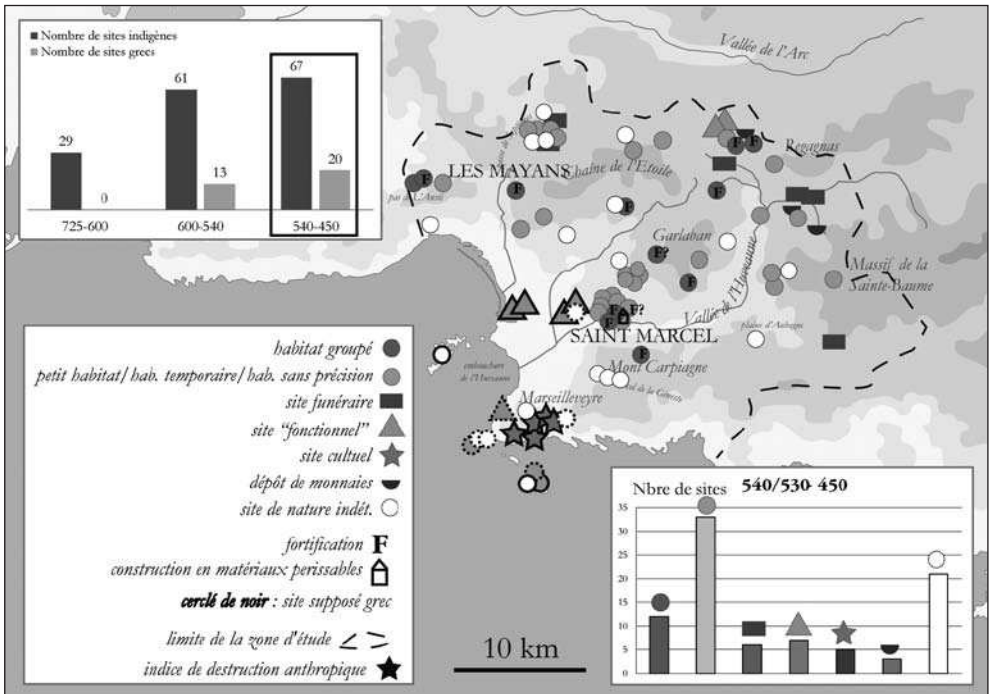 Nombre de sites indigènes
Nombre de sites grecs
67
61
29
20
13
0
725-600
600-540
540-450
Vallée de l'Arc
LES MAYANS
Chaîne de l'Etoile
Regagnas
F
F
F
F
F
F
F
Garlaban
F?
F
Vallée de l'Huveaune
Massif de la
Sainte-Baume
F?
F
SAINT MARCEL
plaine d'Aubagne
F
Mont Carpiagne
embouchure
de l'Huveaune
Marseilleveyre
habitat groupé
petit habitat/ hab. temporaire/ hab. sans précision
site funéraire
site "fonctionnel"
site cultuel
dépôt de monnaies
site de nature indét.
fortification F
construction en matériaux perissables
cerclé de noir : site supposé grec
limite de la zone d'étude
indice de destruction anthropique
10 km
Nbre de sites 540/530- 450
35
30
25
20
15
10
5
0